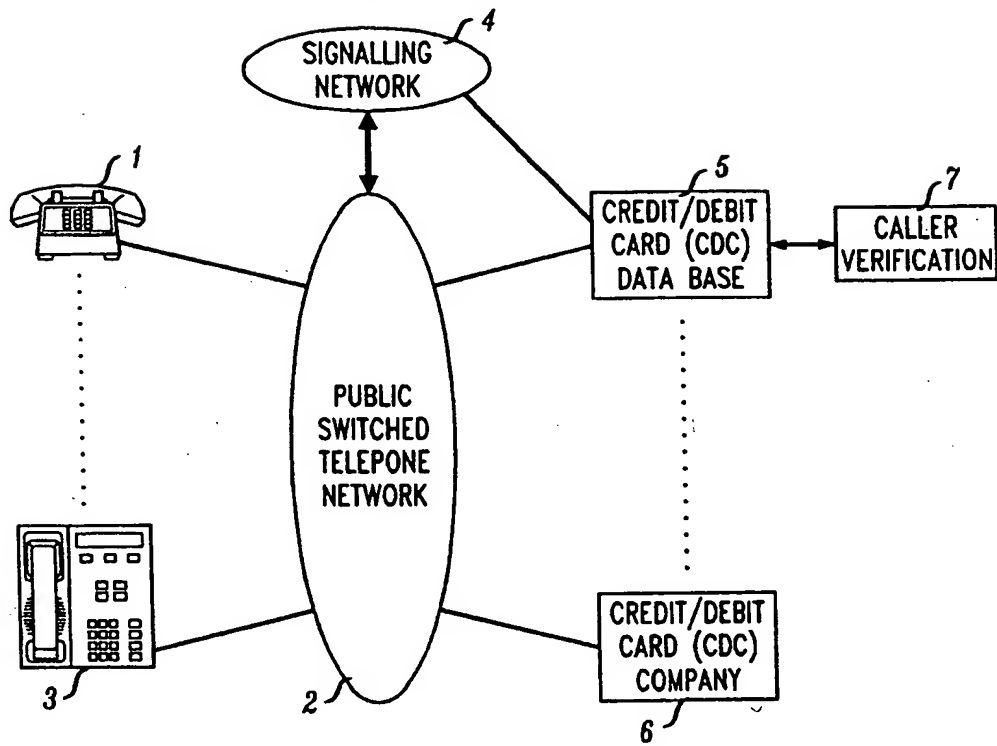 4
SIGNALLING
NETWORK
1
5
CREDIT/DEBIT
CARD (CDC)
DATA BASE
7
CALLER
VERIFICATION
PUBLIC
SWITCHED
TELEPONE
NETWORK
3
2
CREDIT/DEBIT
CARD (CDC)
COMPANY
6